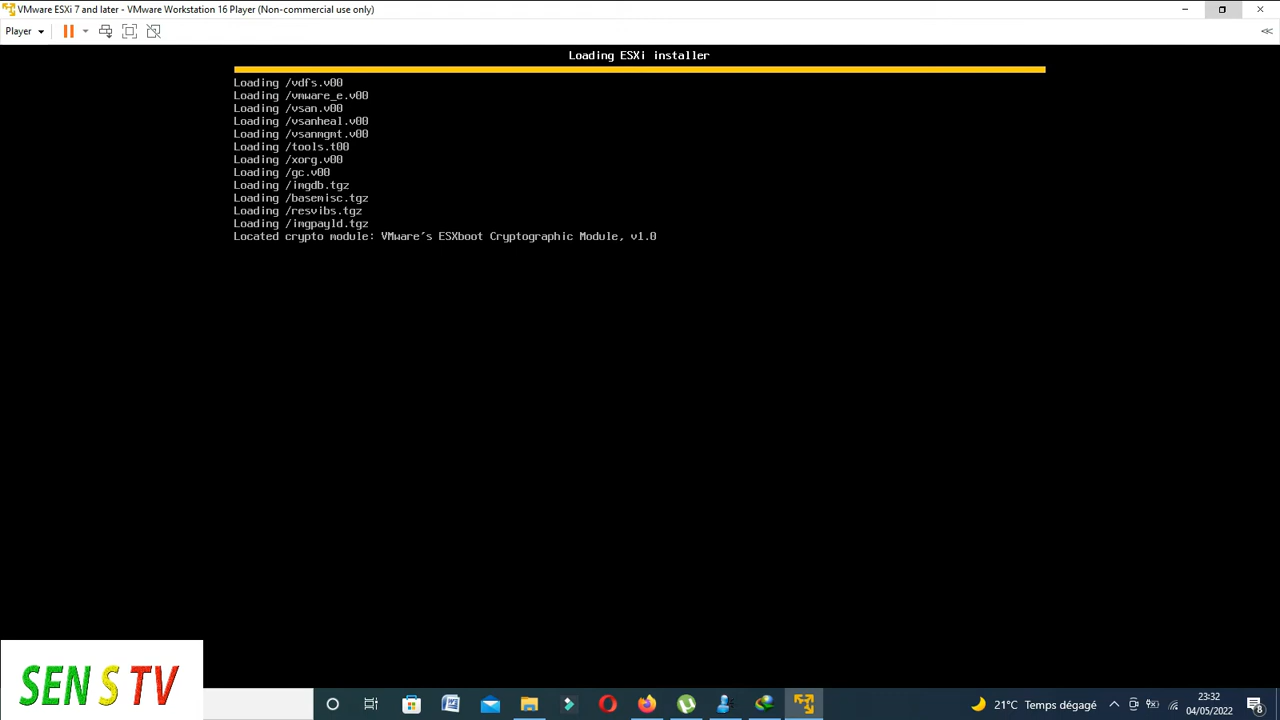 VMware ESXi 7 and later - VMware Workstation 16 Player (Non-commercial use only)
Player
Loading ESXi installer
Loading /vdfs.v00
Loading /vmware_e.v00
Loading /vsan.v00
Loading /vsanheal.v00
Loading /vsanmgmt.v00
Loading /tools.t00
Loading /xorg.v00
Loading /gc.v00
Loading /imgdb.tgz
Loading /basemisc.tgz
Loading /resvibs.tgz
Loading /imgpayld.tgz
Located crypto module: VMware's ESXboot Cryptographic Module, v1.0
SEN S TV
21°C Temps dégagé
23:32
04/05/2022
8